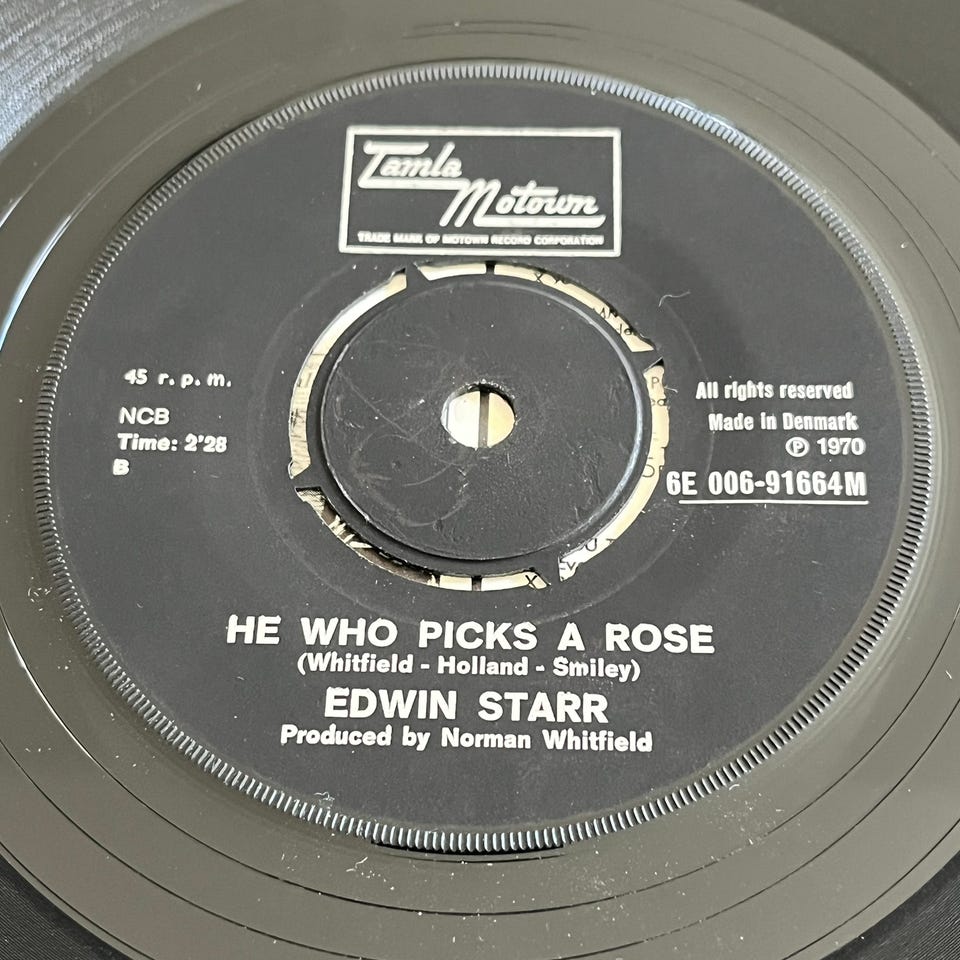 Tamla
Motown
TRADE MARK OF MOTOWN RECORD CORPORATION
45 r.p.m.
NCB
Time: 2'28
B
All rights reserved
Made in Denmark
℗ 1970
6E 006-91664M
HE WHO PICKS A ROSE
(Whitfield - Holland - Smiley)
EDWIN STARR
Produced by Norman Whitfield